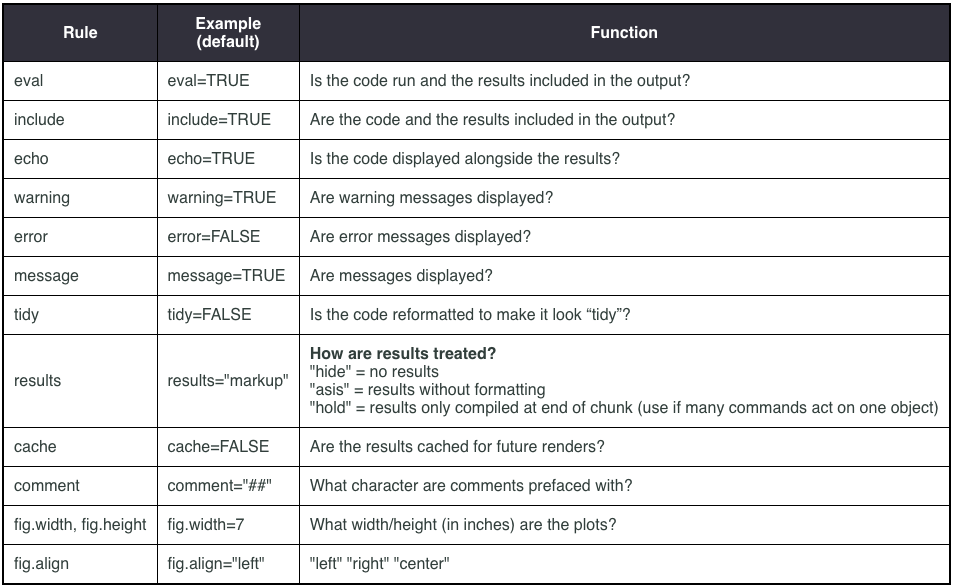 Rule
Example
(default)
Function
eval
eval=TRUE
Is the code run and the results included in the output?
include
include=TRUE
Are the code and the results included in the output?
echo
echo=TRUE
Is the code displayed alongside the results?
warning
warning=TRUE
Are warning messages displayed?
error
error=FALSE
Are error messages displayed?
message
message=TRUE
Are messages displayed?
tidy
tidy=FALSE
Is the code reformatted to make it look “tidy”?
results
results="markup"
How are results treated?
"hide" = no results
"asis" = results without formatting
"hold" = results only compiled at end of chunk (use if many commands act on one object)
cache
cache=FALSE
Are the results cached for future renders?
comment
comment="##"
What character are comments prefaced with?
fig.width, fig.height
fig.width=7
What width/height (in inches) are the plots?
fig.align
fig.align="left"
"left" "right" "center"